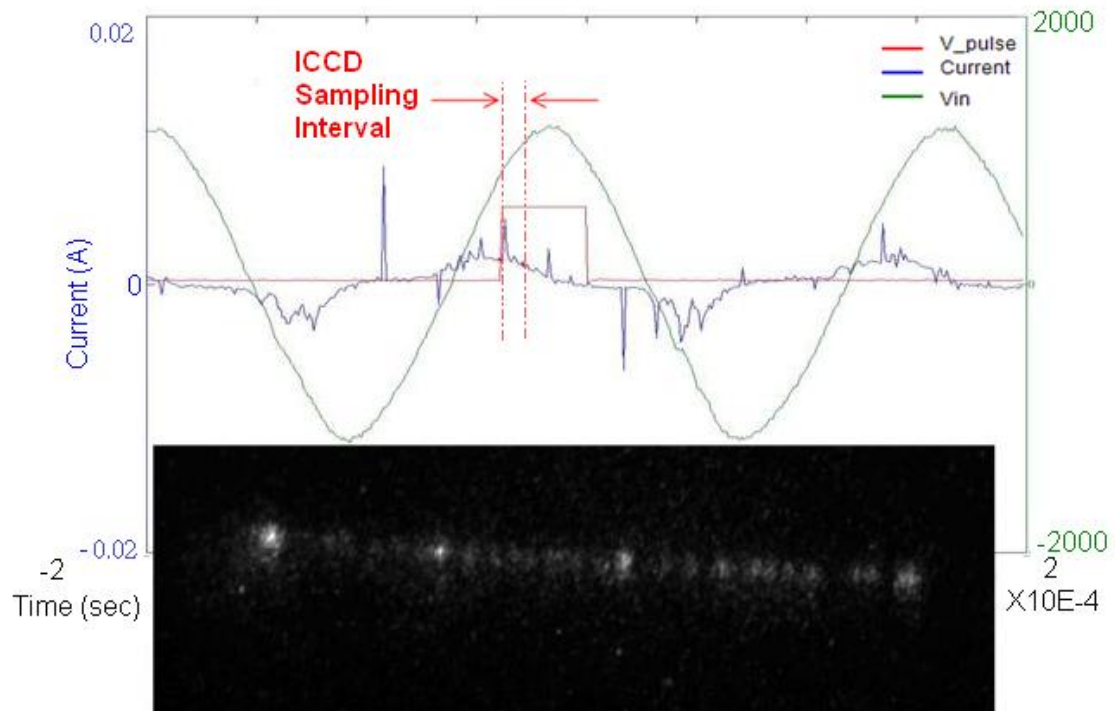 0.02
2000
ICCD
Sampling
Interval
V_pulse
Current
Vin
Current (A)
0
0
-0.02
-2000
-2
2
Time (sec)
X10E-4